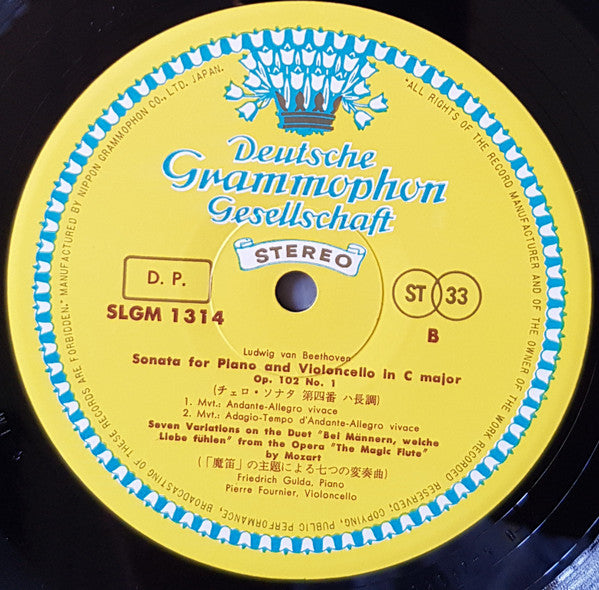 Deutsche
Grammophon
Gesellschaft
STEREO
D. P.
SLGM 1314
ST 33
B
Ludwig van Beethoven
Sonata for Piano and Violoncello in C major
Op. 102 No. 1
(チェロ・ソナタ 第四番 ハ長調)
1. Mvt.: Andante-Allegro vivace
2. Mvt.: Adagio-Tempo d'Andante-Allegro vivace
Seven Variations on the Duet "Bei Männern, welche
Liebe fühlen" from the Opera "The Magic Flute"
by Mozart
(「魔笛」の主題による七つの変奏曲)
Friedrich Gulda, Piano
Pierre Fournier, Violoncello
"ALL RIGHTS OF THE RECORD MANUFACTURER AND OF THE OWNER OF THE WORK RECORDED RESERVED, COPYING, PUBLIC PERFORMANCE, BROADCASTING OF THESE RECORDS ARE FORBIDDEN." MANUFACTURED BY NIPPON GRAMMOPHON CO., LTD. JAPAN.